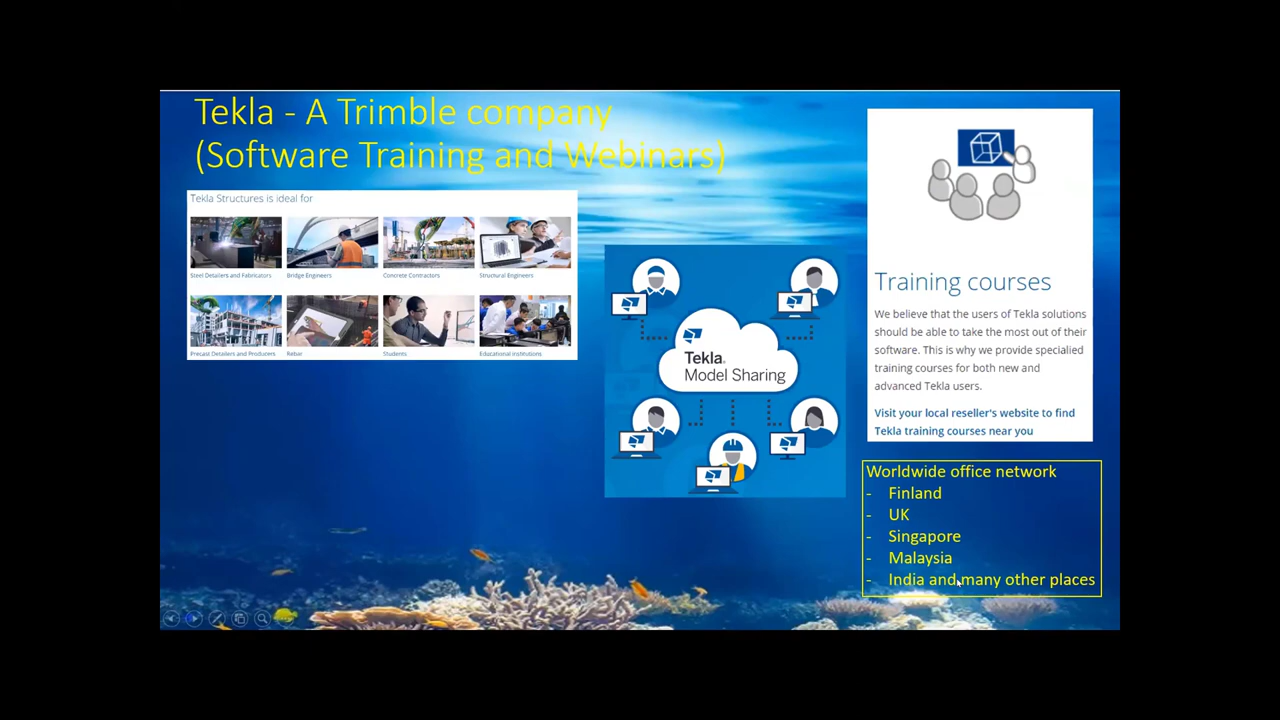 Tekla - A Trimble company
(Software Training and Webinars)
Tekla Structures is ideal for
Steel Detailers and Fabricators
Bridge Engineers
Concrete Contractors
Structural Engineers
Precast Detailers and Producers
Rebar
Students
Educational institutions
Tekla
Model Sharing
Training courses
We believe that the users of Tekla solutions
should be able to take the most out of their
software. This is why we provide specialied
training courses for both new and
advanced Tekla users.
Visit your local reseller's website to find
Tekla training courses near you
Worldwide office network
- Finland
- UK
- Singapore
- Malaysia
- India and many other places